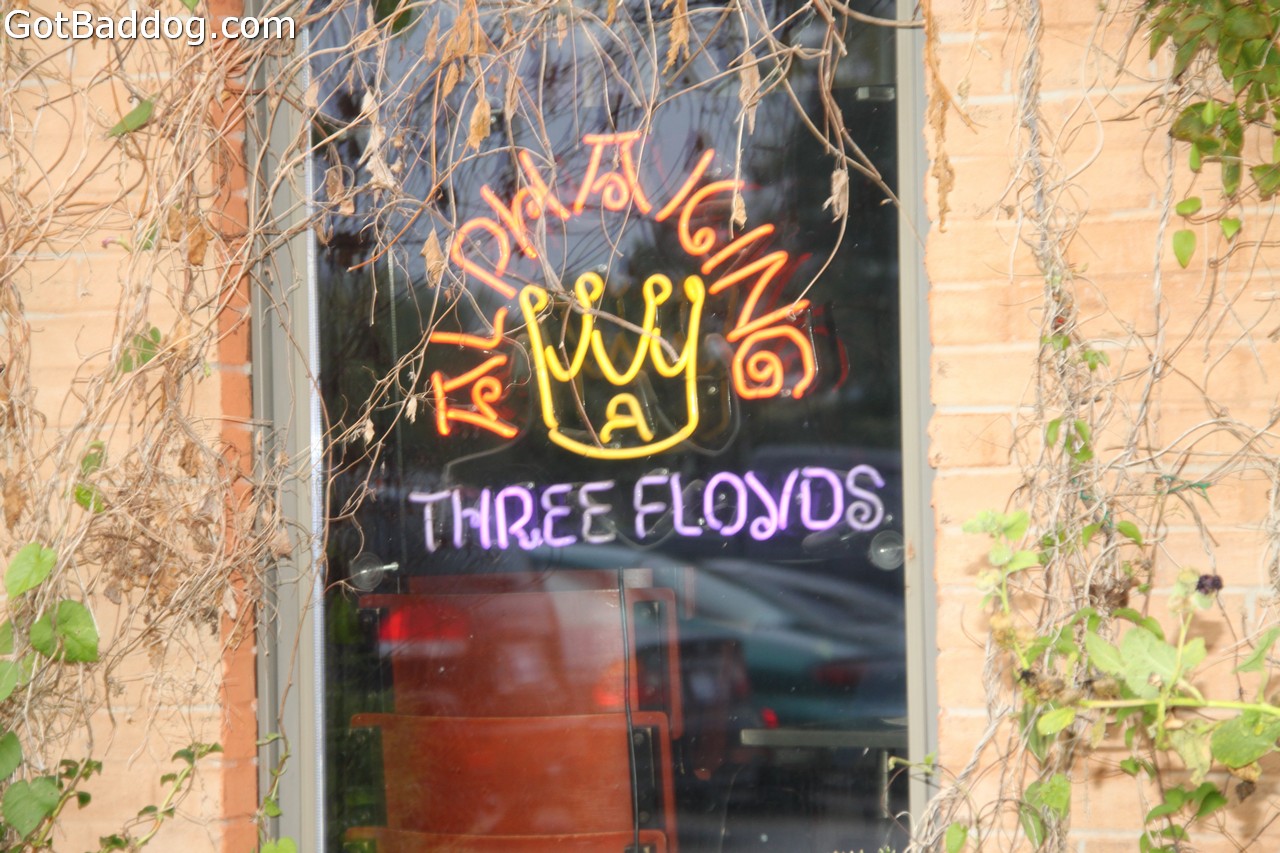 GotBaddog.com
ALPHA KING
A
THREE FLOYDS